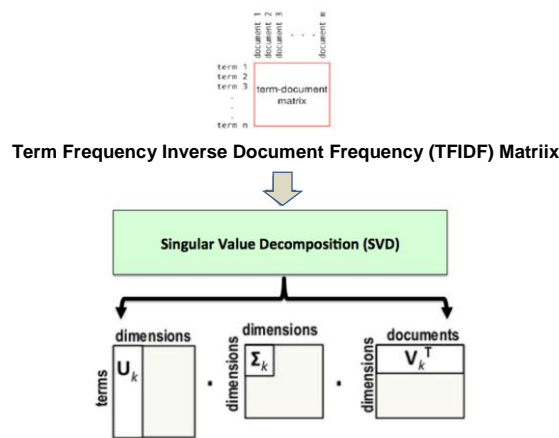 document 1
document 2
document 3
. . .
document m
term 1
term 2
term 3
.
.
.
term n
term-document
matrix
Term Frequency Inverse Document Frequency (TFIDF) Matriix
Singular Value Decomposition (SVD)
dimensions
terms
U k
.
dimensions
dimensions
Σ k
.
documents
dimensions
V k T